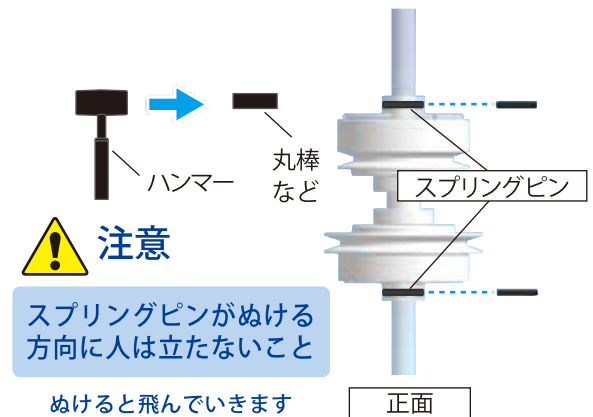 ハンマー
丸棒
など
スプリングピン
注意
スプリングピンがぬける
方向に人は立たないこと
ぬけると飛んでいきます
正面